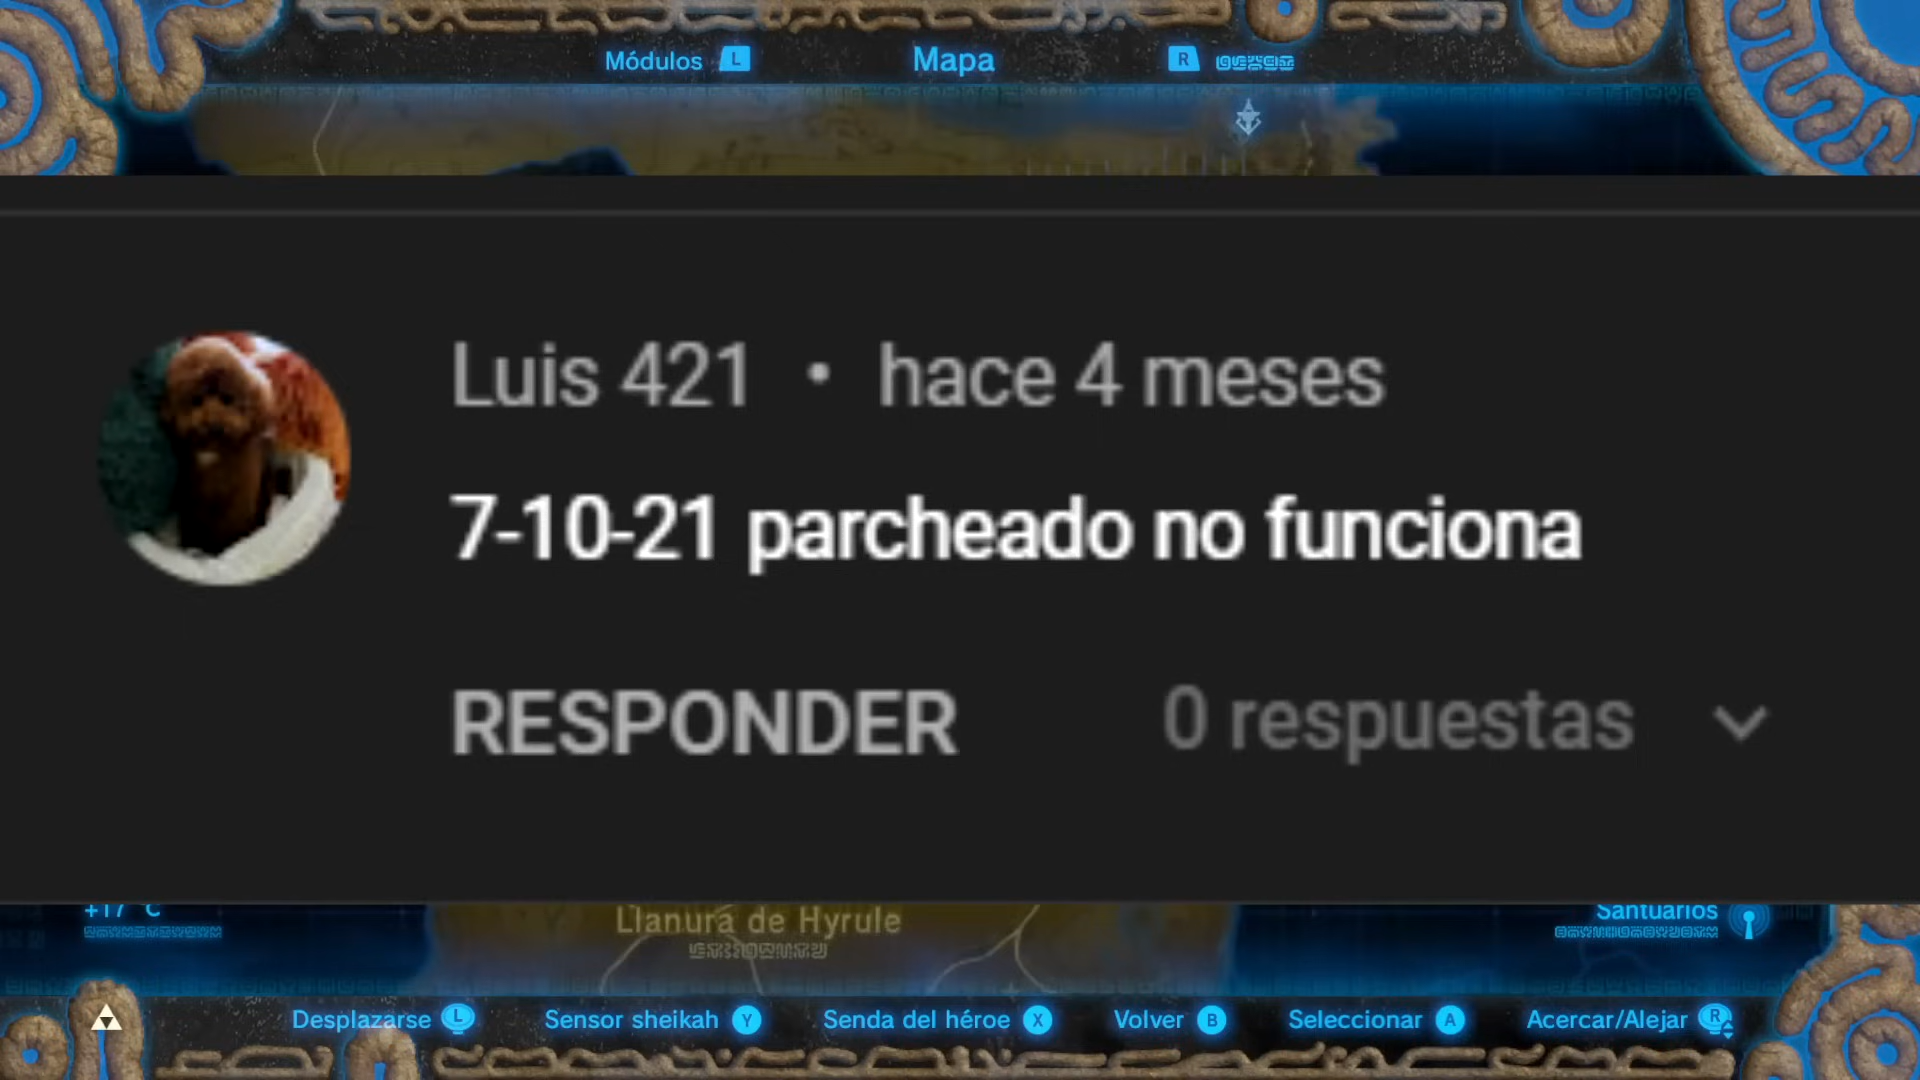 Módulos L Mapa R
Luis 421 • hace 4 meses
7-10-21 parcheado no funciona
RESPONDER 0 respuestas
+17 °C Llanura de Hyrule Santuarios
Desplazarse L Sensor sheikah Y Senda del héroe X Volver B Seleccionar A Acercar/Alejar R